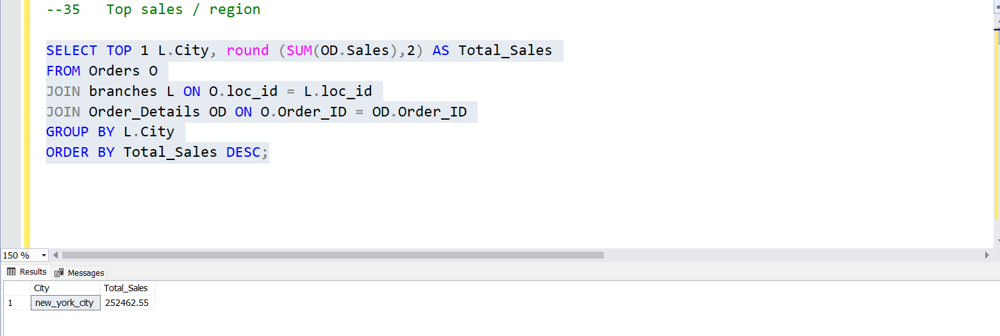 --35   Top sales / region
SELECT TOP 1 L.City, round (SUM(OD.Sales),2) AS Total_Sales
FROM Orders O
JOIN branches L ON O.loc_id = L.loc_id
JOIN Order_Details OD ON O.Order_ID = OD.Order_ID
GROUP BY L.City
ORDER BY Total_Sales DESC;
150 %
Results Messages
City Total_Sales
1 new_york_city 252462.55